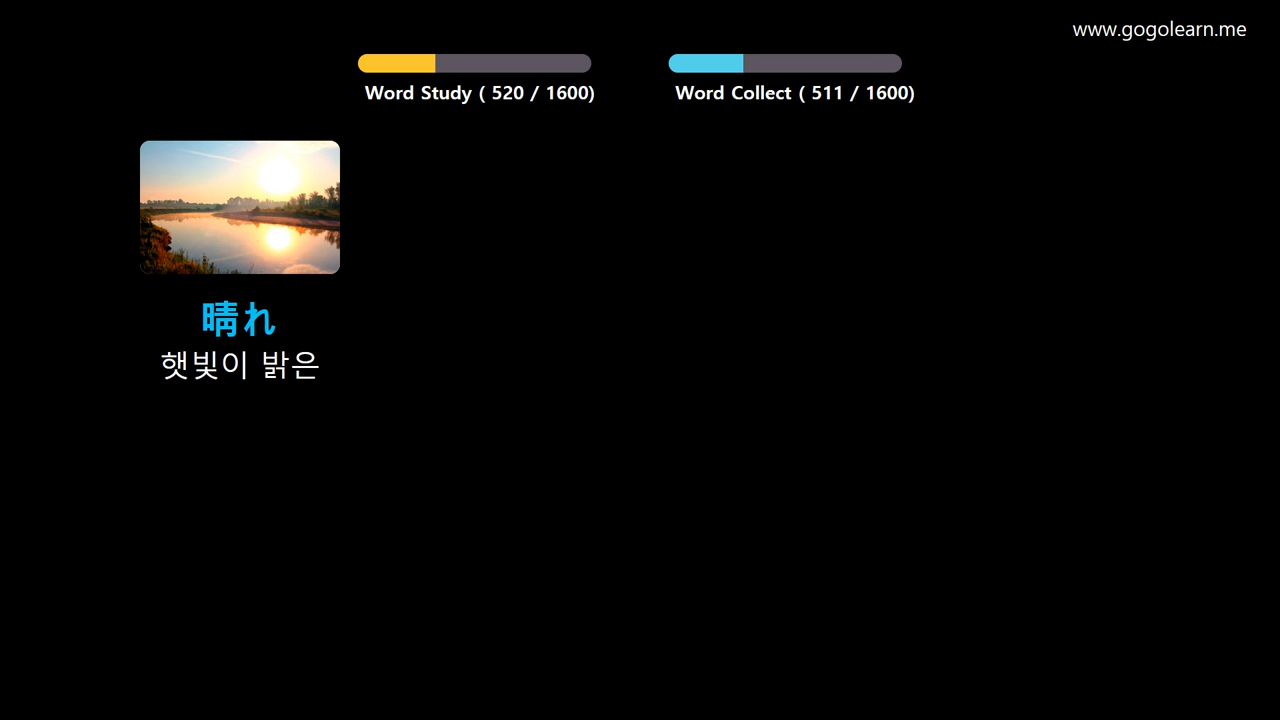 www.gogolearn.me
Word Study ( 520 / 1600)
Word Collect ( 511 / 1600)
晴れ
햇빛이 밝은